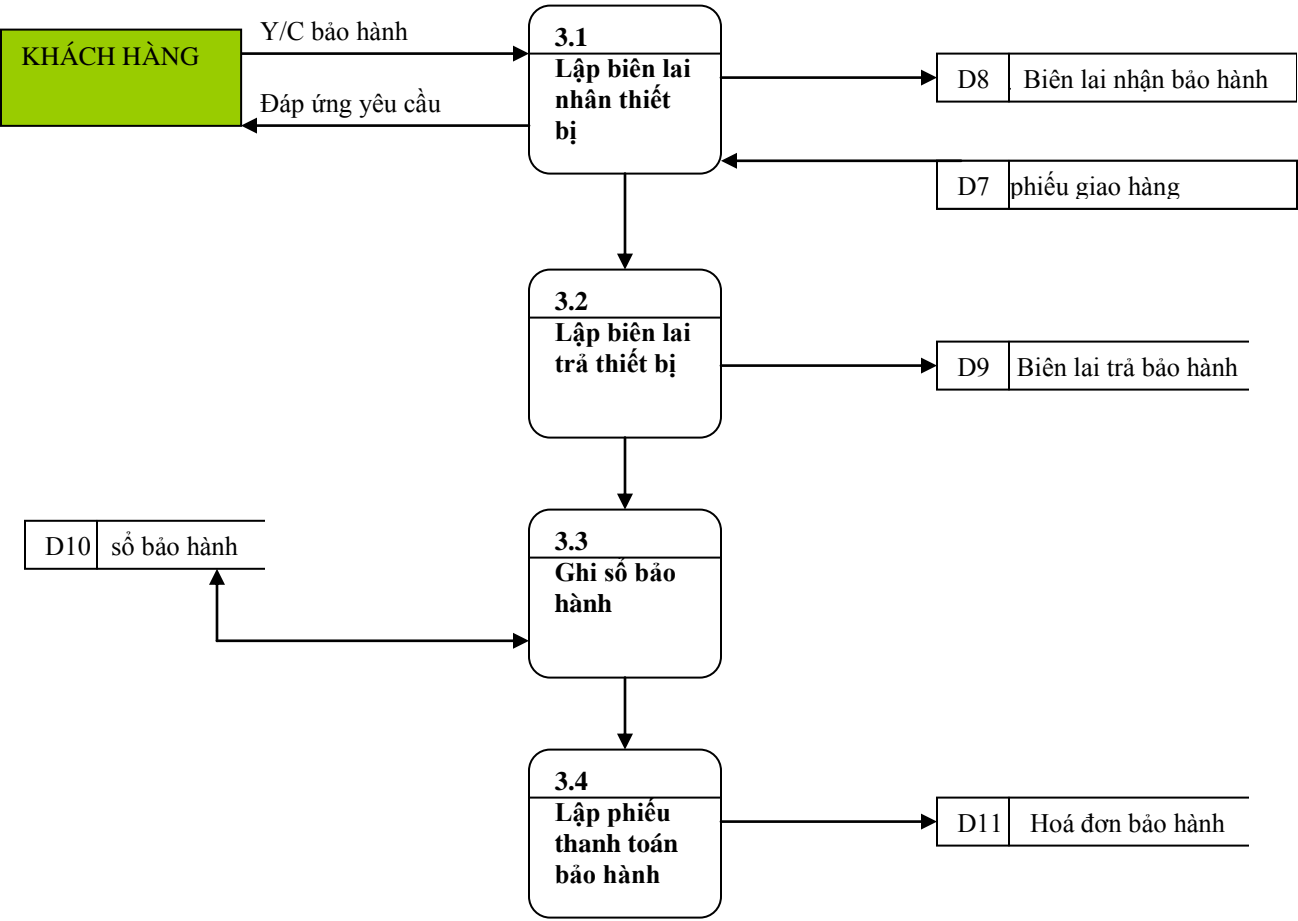 KHÁCH HÀNG
Y/C bảo hành
Đáp ứng yêu cầu
3.1
Lập biên lai
nhân thiết
bị
D8 Biên lai nhận bảo hành
D7 phiếu giao hàng
3.2
Lập biên lai
trả thiết bị
D9 Biên lai trả bảo hành
D10 sổ bảo hành
3.3
Ghi sổ bảo
hành
3.4
Lập phiếu
thanh toán
bảo hành
D11 Hoá đơn bảo hành